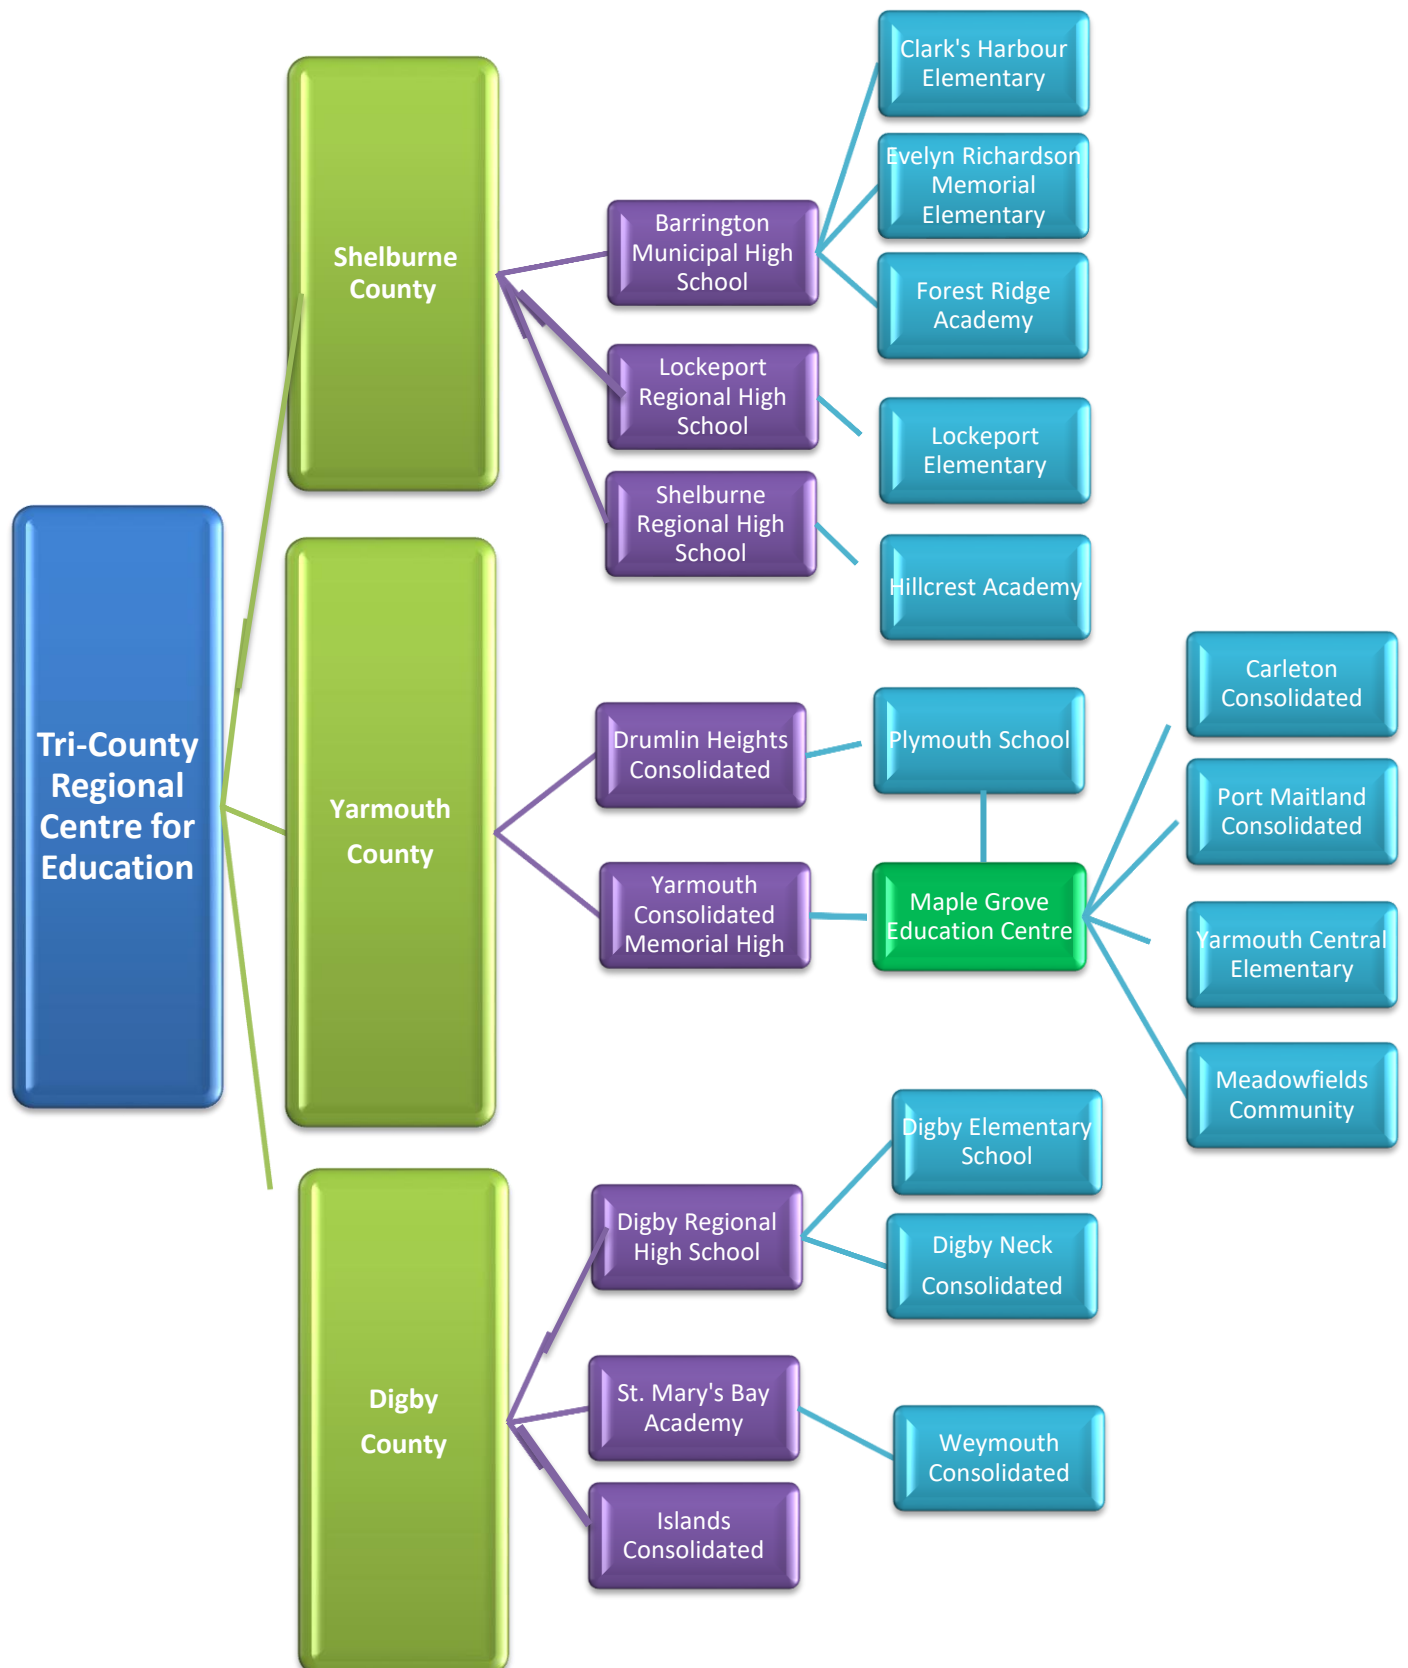 Tri-County
Regional
Centre for
Education
Shelburne
County
Barrington
Municipal High
School
Clark's Harbour
Elementary
Evelyn Richardson
Memorial
Elementary
Forest Ridge
Academy
Lockeport
Regional High
School
Lockeport
Elementary
Shelburne
Regional High
School
Hillcrest Academy
Yarmouth
County
Drumlin Heights
Consolidated
Plymouth School
Yarmouth
Consolidated
Memorial High
Maple Grove
Education Centre
Carleton
Consolidated
Port Maitland
Consolidated
Yarmouth Central
Elementary
Meadowfields
Community
Digby
County
Digby Regional
High School
Digby Elementary
School
Digby Neck
Consolidated
St. Mary's Bay
Academy
Weymouth
Consolidated
Islands
Consolidated